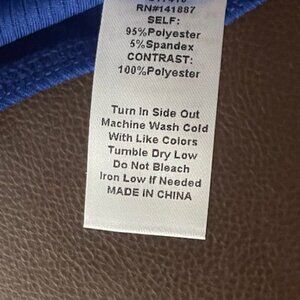 RN#141887
SELF:
95%Polyester
5%Spandex
CONTRAST:
100%Polyester
Turn In Side Out
Machine Wash Cold
With Like Colors
Tumble Dry Low
Do Not Bleach
Iron Low If Needed
MADE IN CHINA